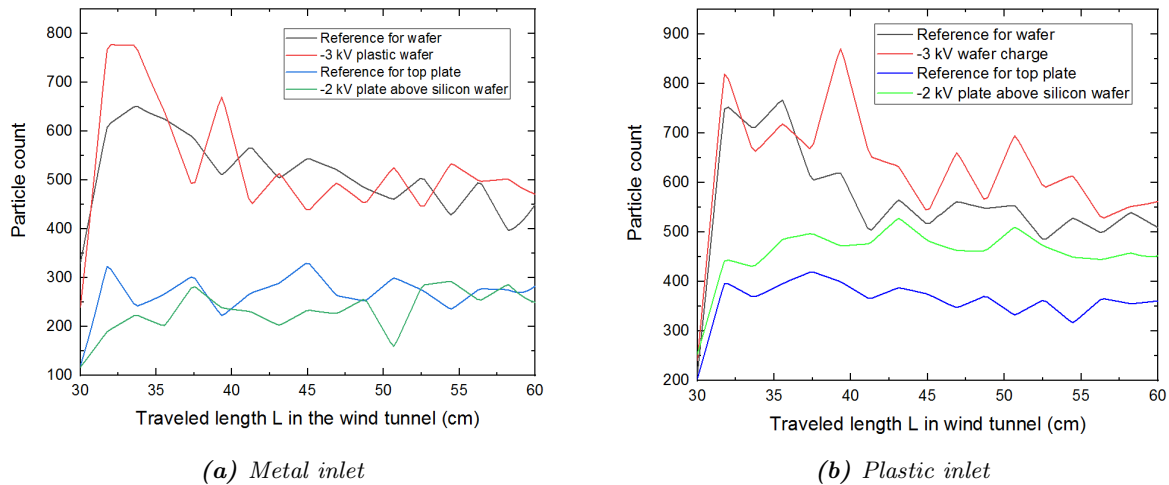 800
700
600
500
400
300
200
100
Particle count
Reference for wafer
-3 kV plastic wafer
Reference for top plate
-2 kV plate above silicon wafer
30 35 40 45 50 55 60
Traveled length L in the wind tunnel (cm)
(a) Metal inlet
900
800
700
600
500
400
300
200
Particle count
Reference for wafer
-3 kV wafer charge
Reference for top plate
-2 kV plate above silicon wafer
30 35 40 45 50 55 60
Traveled length L in wind tunnel (cm)
(b) Plastic inlet